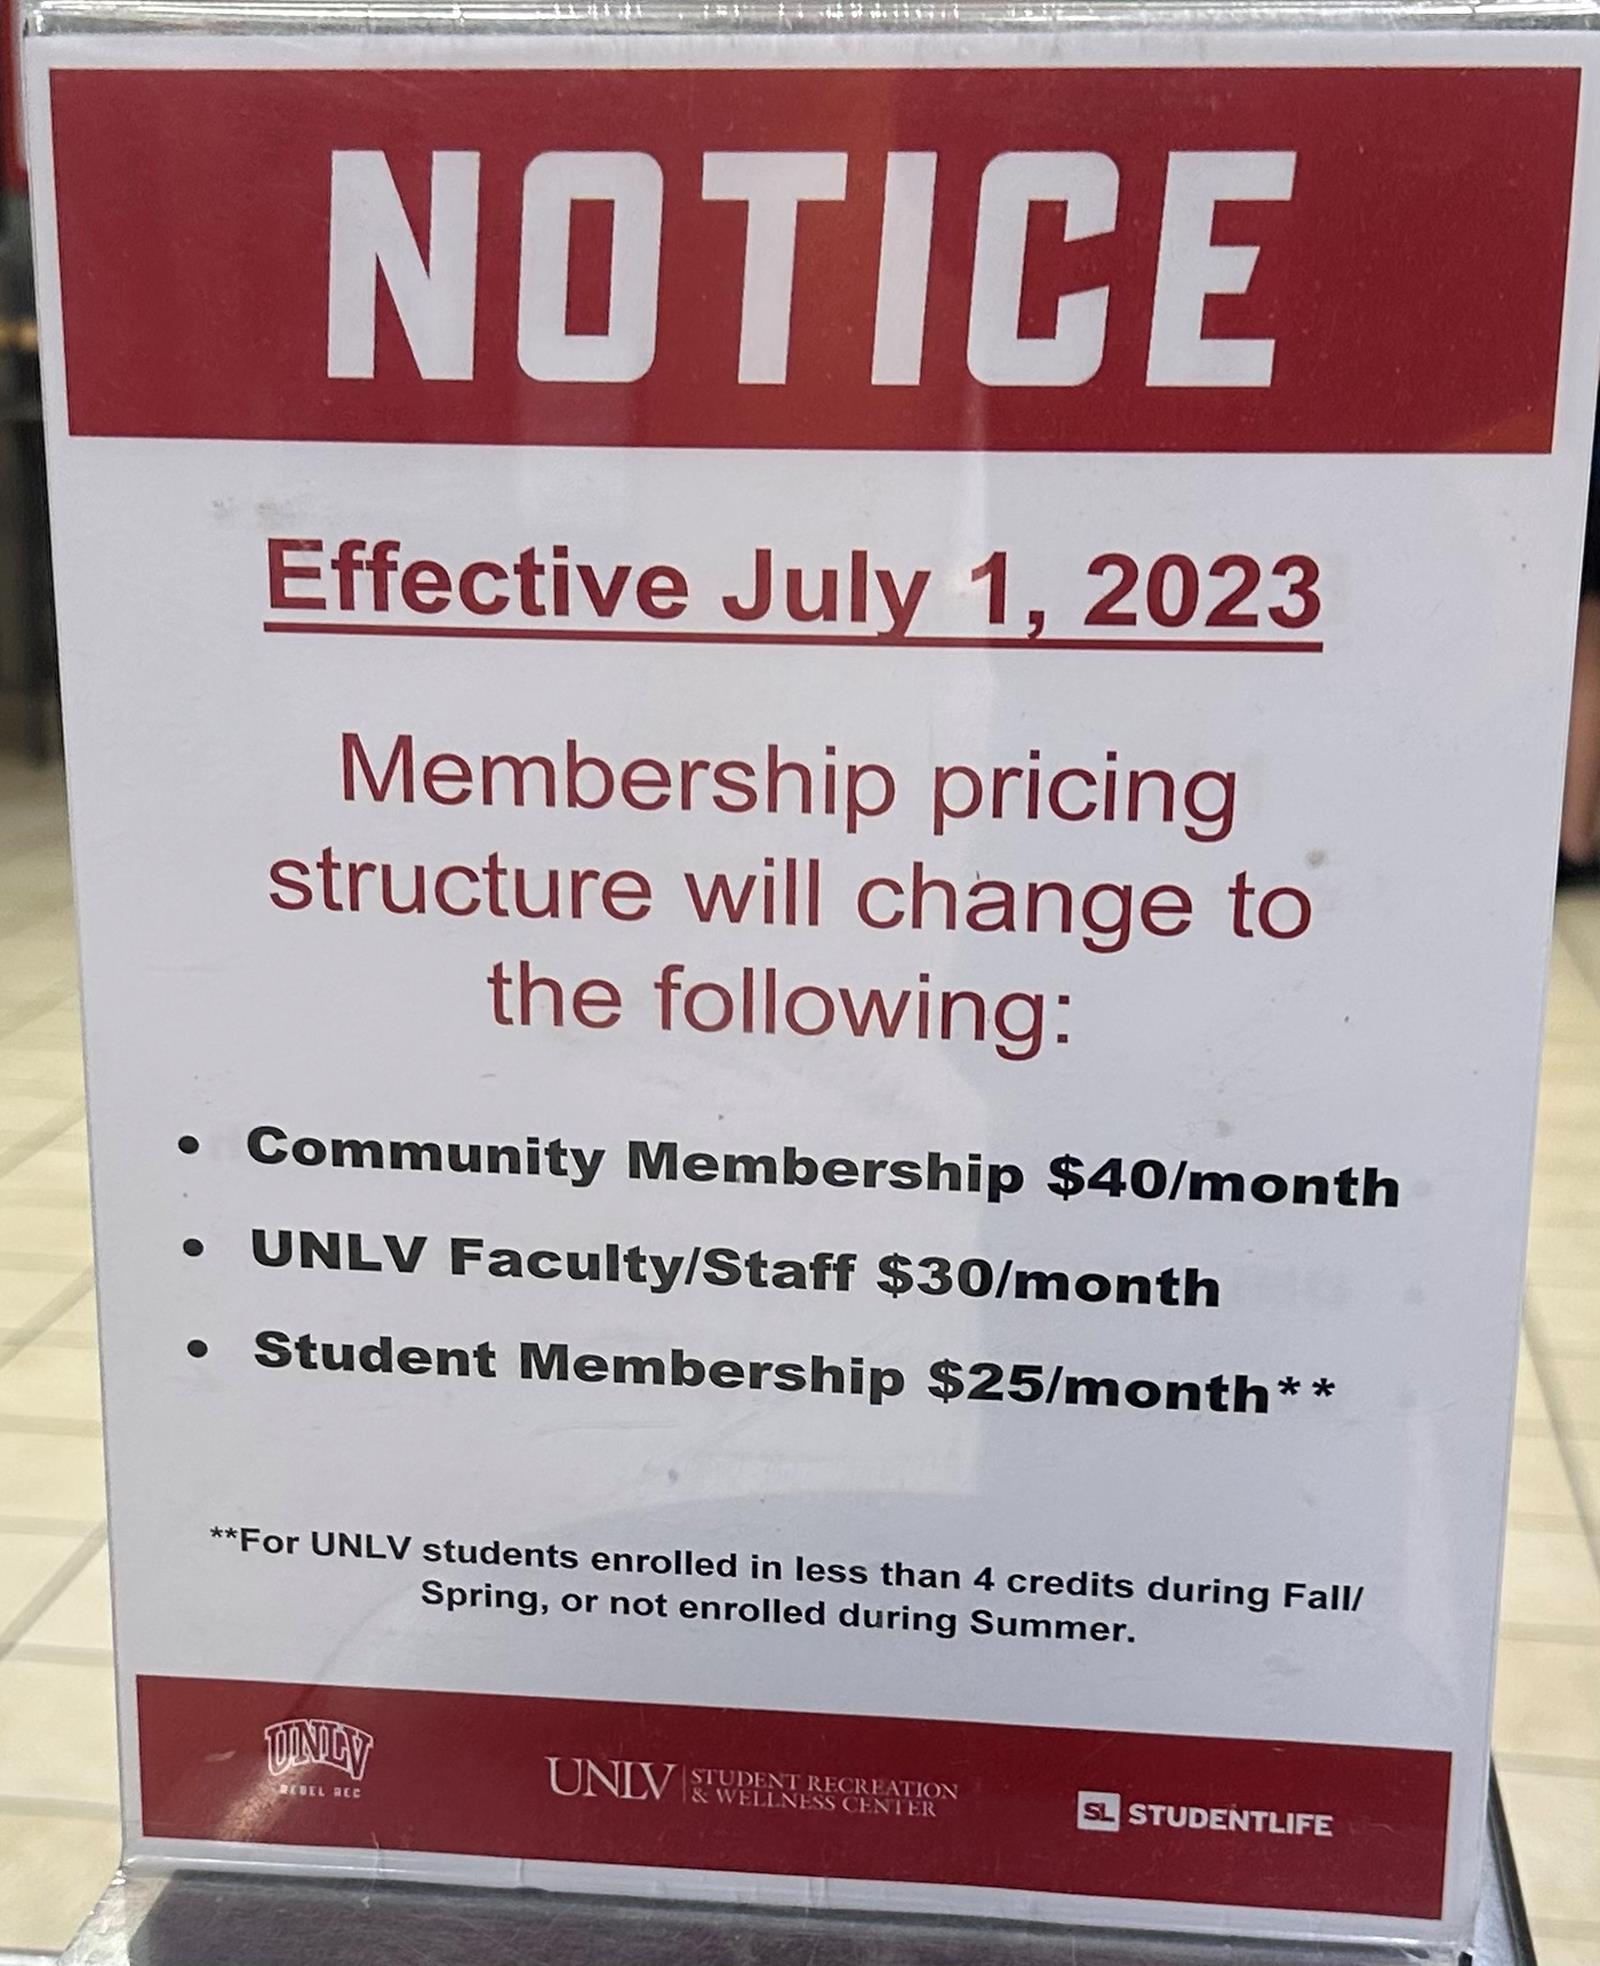 NOTICE
Effective July 1, 2023
Membership pricing
structure will change to
the following:
• Community Membership $40/month
• UNLV Faculty/Staff $30/month
• Student Membership $25/month**
**For UNLV students enrolled in less than 4 credits during Fall/
Spring, or not enrolled during Summer.
UNLV
REBEL REC
UNLV | STUDENT RECREATION
& WELLNESS CENTER
SL STUDENTLIFE